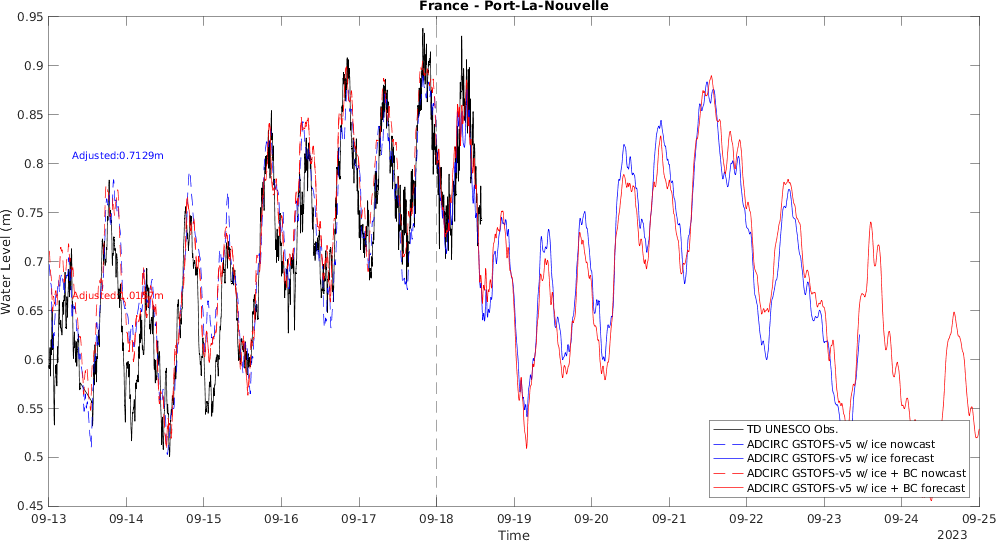 France - Port-La-Nouvelle
Water Level (m)
0.95
0.9
0.85
0.8
0.75
0.7
0.65
0.6
0.55
0.5
0.45
Adjusted:0.7129m
TD UNESCO Obs.
ADCIRC GSTOFS-v5 w/ ice nowcast
ADCIRC GSTOFS-v5 w/ ice forecast
ADCIRC GSTOFS-v5 w/ ice + BC nowcast
ADCIRC GSTOFS-v5 w/ ice + BC forecast
09-13 09-14 09-15 09-16 09-17 09-18 09-19 09-20 09-21 09-22 09-23 09-24 09-25
Time
2023